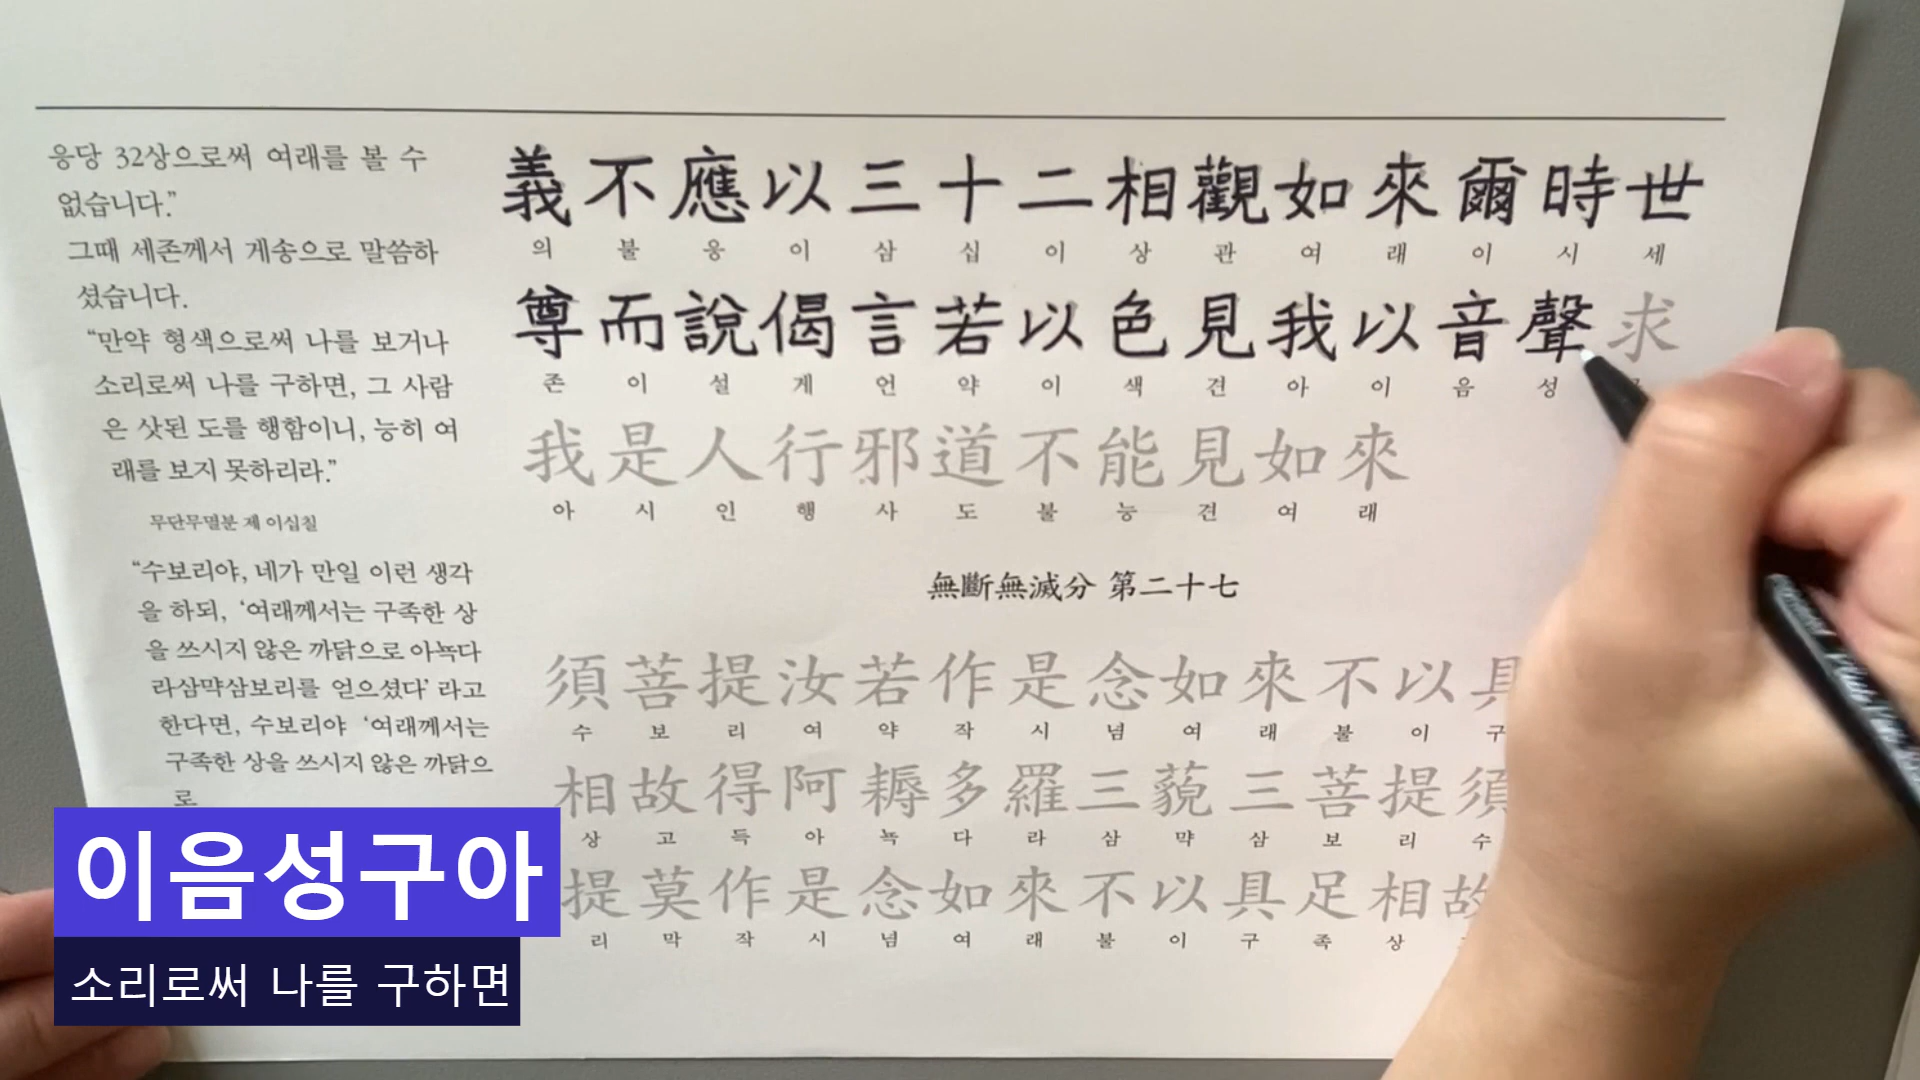 응당 32상으로써 여래를 볼 수
없습니다.”
그때 세존께서 게송으로 말씀하
셨습니다.
“만약 형색으로써 나를 보거나
소리로써 나를 구하면, 그 사람
은 삿된 도를 행함이니, 능히 여
래를 보지 못하리라.”
무단무멸분 제 이십칠
“수보리야, 네가 만일 이런 생각
을 하되, ‘여래께서는 구족한 상
을 쓰시지 않은 까닭으로 아뇩다
라삼먁삼보리를 얻으셨다’ 라고
한다면, 수보리야 ‘여래께서는
구족한 상을 쓰시지 않은 까닭으
로
義不應以三十二相觀如來爾時世
의 불 응 이 삼 십 이 상 관 여 래 이 시 세
尊而說偈言若以色見我以音聲求
존 이 설 게 언 약 이 색 견 아 이 음 성
我是人行邪道不能見如來
아 시 인 행 사 도 불 능 견 여 래
無斷無滅分 第二十七
須菩提汝若作是念如來不以具
수 보 리 여 약 작 시 념 여 래 불 이 구
相故得阿耨多羅三藐三菩提須
상 고 득 아 뇩 다 라 삼 먁 삼 보 리 수
提莫作是念如來不以具足相故
리 막 작 시 념 여 래 불 이 구 족 상
이음성구아
소리로써 나를 구하면